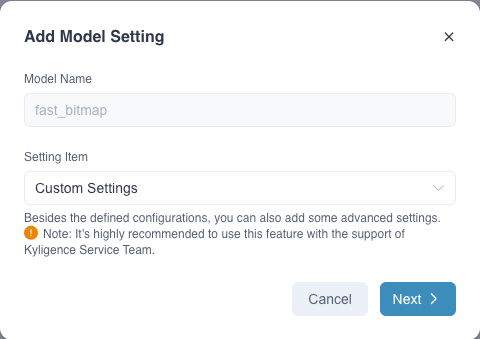 Add Model Setting
Model Name
fast_bitmap
Setting Item
Custom Settings
Besides the defined configurations, you can also add some advanced settings.
Note: It's highly recommended to use this feature with the support of
Kyligence Service Team.
Cancel
Next